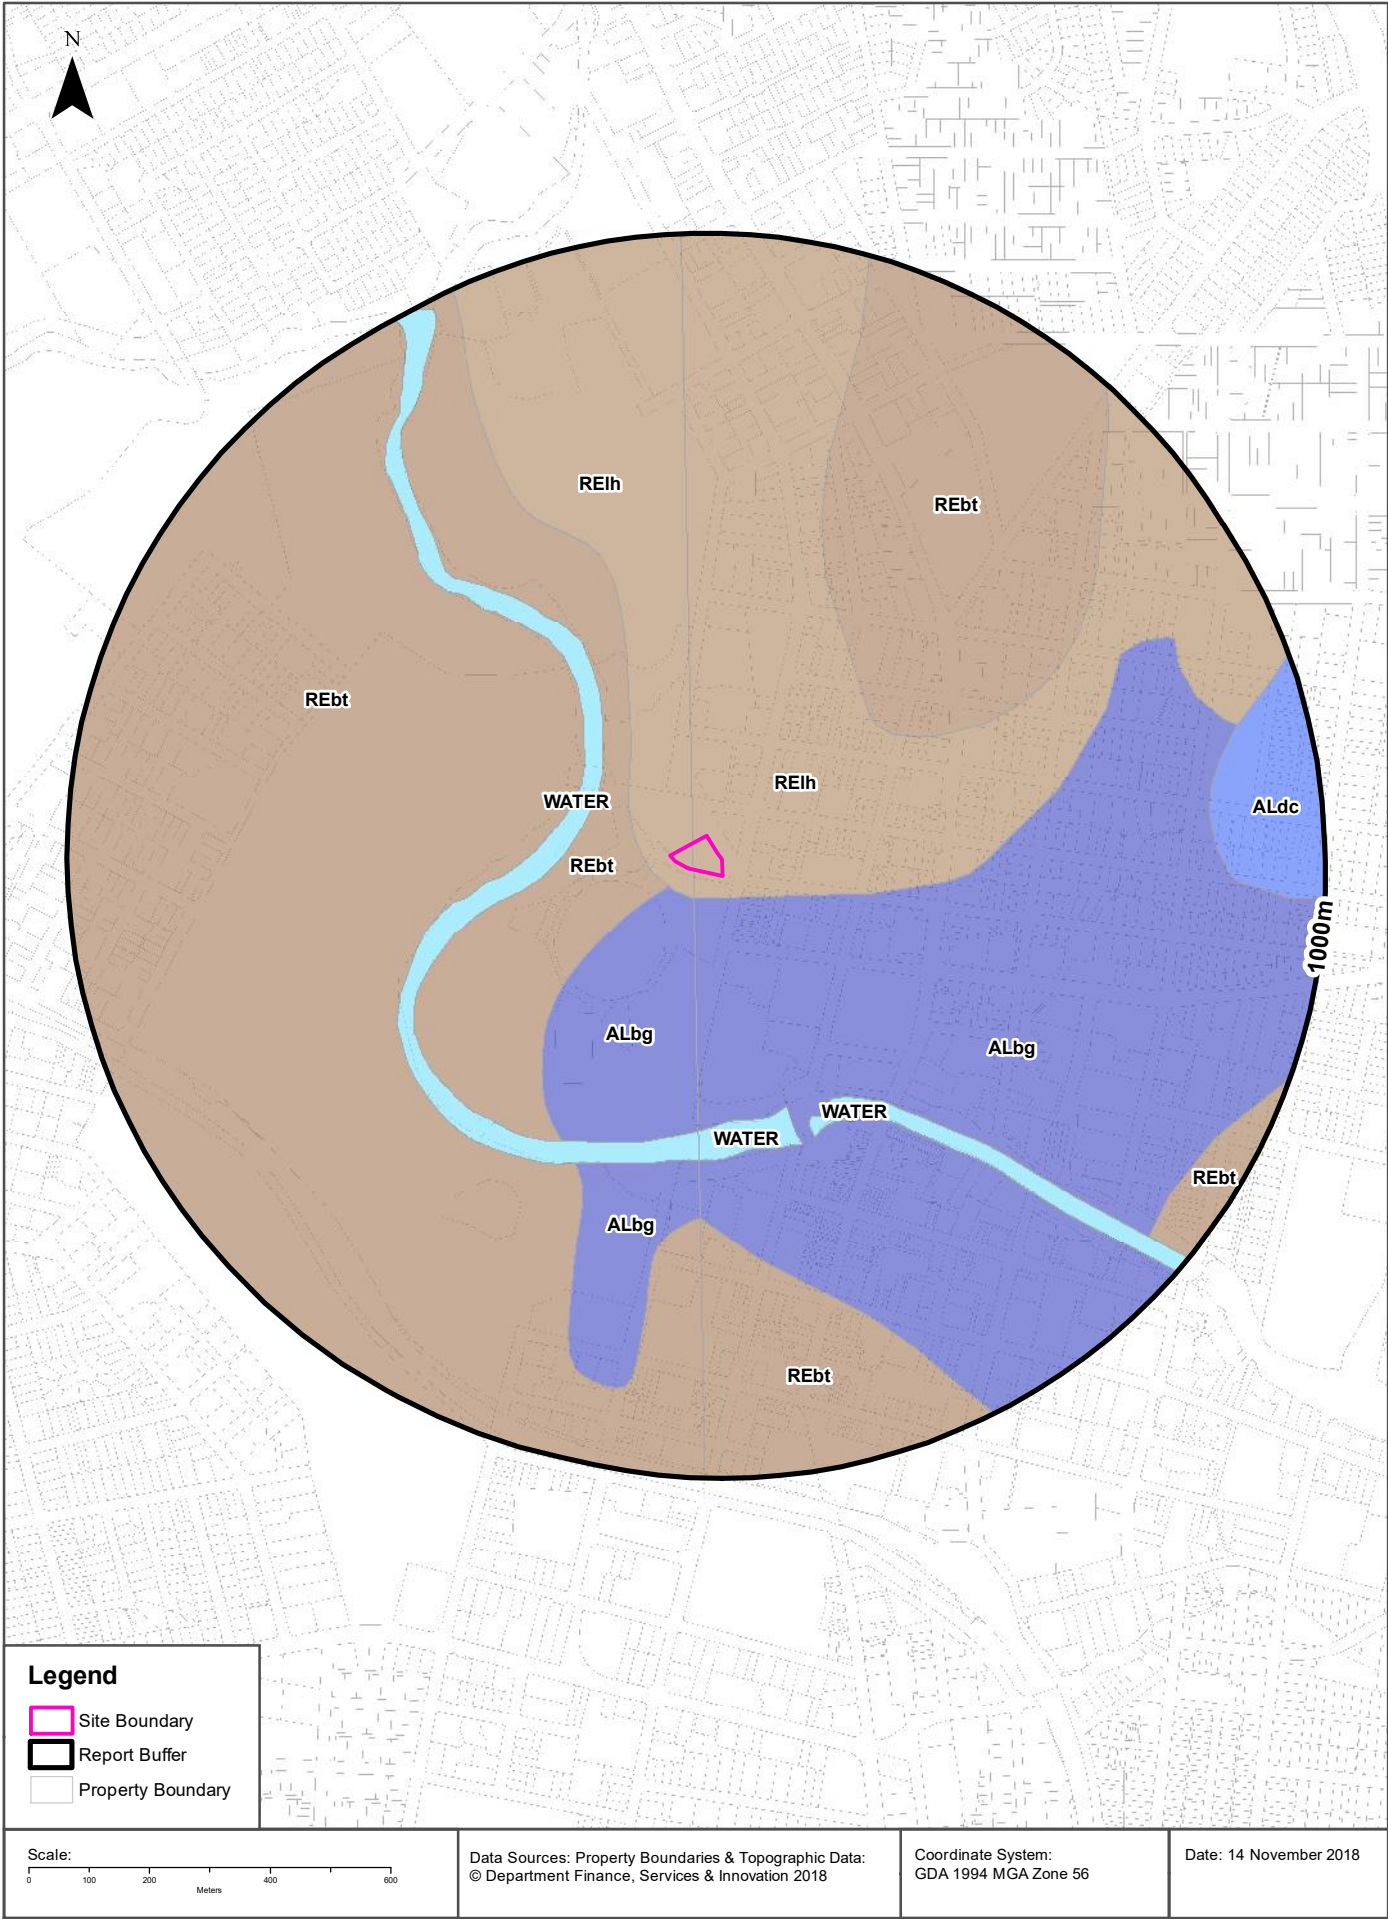 N
RElh
REbt
REbt
RElh
WATER
ALdc
REbt
1000m
ALbg
ALbg
WATER
WATER
REbt
ALbg
REbt
Legend
Site Boundary
Report Buffer
Property Boundary
Scale:
0 100 200 400 600
Meters
Data Sources: Property Boundaries & Topographic Data:
© Department Finance, Services & Innovation 2018
Coordinate System:
GDA 1994 MGA Zone 56
Date: 14 November 2018